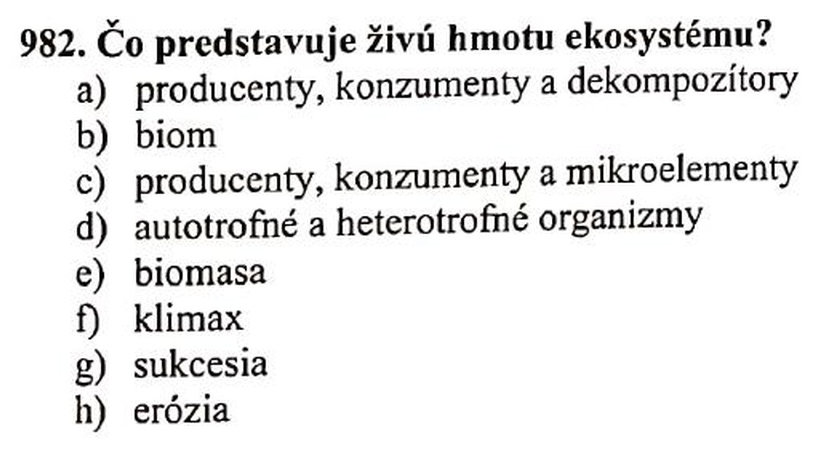 982. Čo predstavuje živú hmotu ekosystému?
a) producenty, konzumenty a dekompozítory
b) biom
c) producenty, konzumenty a mikroelementy
d) autotrofné a heterotrofné organizmy
e) biomasa
f) klimax
g) sukcesia
h) erózia